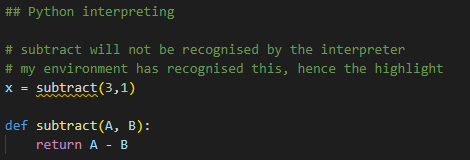 ## Python interpreting
# subtract will not be recognised by the interpreter
# my environment has recognised this, hence the highlight
x = subtract(3,1)
def subtract(A, B):
    return A - B